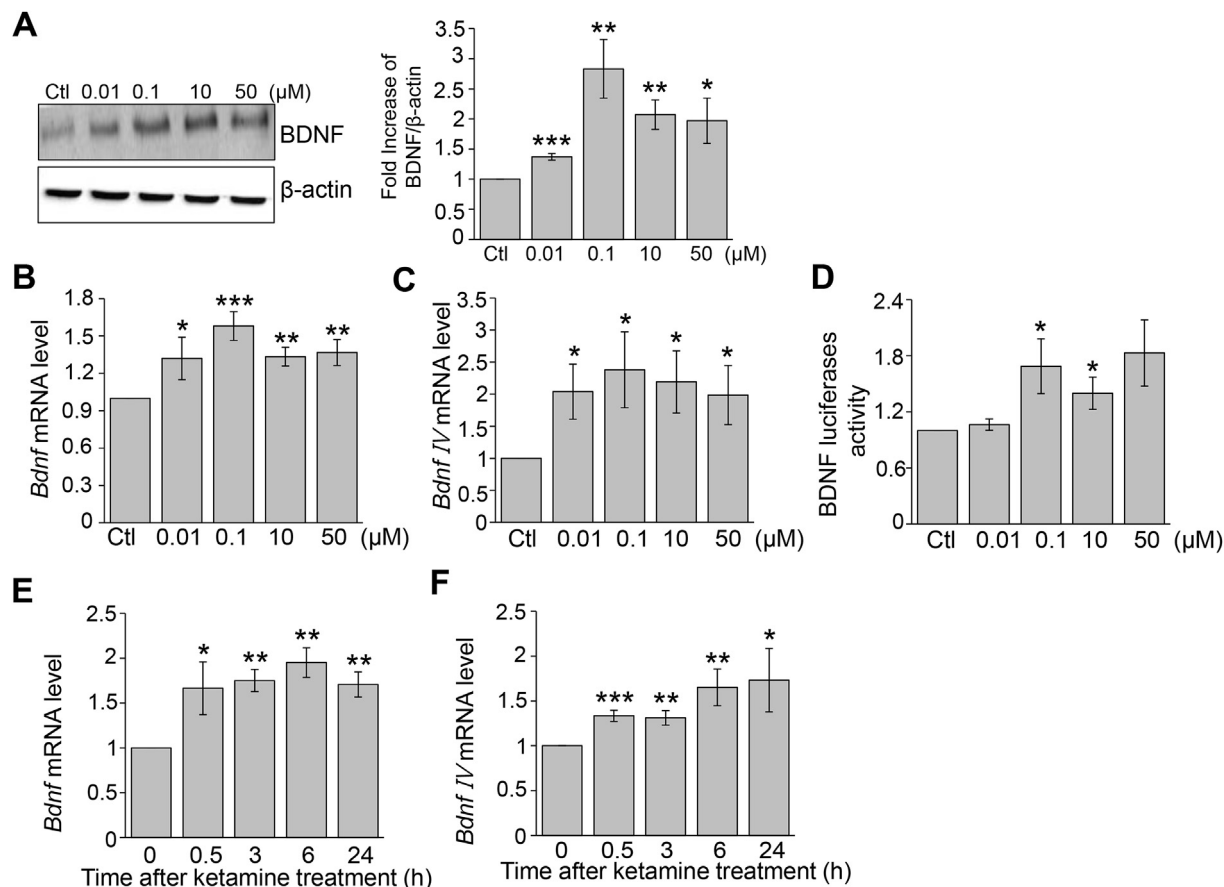 A
Ctl 0.01 0.1 10 50 (μM)
BDNF
β-actin
Fold Increase of
BDNF/β-actin
3.5
3
2.5
2
1.5
1
0.5
0
** 
***
**
*
Ctl 0.01 0.1 10 50 (μM)
B
Bdnf mRNA level
1.8
1.5
1.2
0.9
0.6
0.3
0
*
***
**
**
Ctl 0.01 0.1 10 50 (μM)
C
Bdnf IV mRNA level
3.5
3
2.5
2
1.5
1
0.5
0
* * * *
Ctl 0.01 0.1 10 50 (μM)
D
BDNF luciferases
activity
2.4
1.8
1.2
0.6
0
* *
Ctl 0.01 0.1 10 50 (μM)
E
Bdnf mRNA level
2.5
2
1.5
1
0.5
0
* ** ** **
0 0.5 3 6 24
Time after ketamine treatment (h)
F
Bdnf IV mRNA level
2.5
2
1.5
1
0.5
0
*** ** ** *
0 0.5 3 6 24
Time after ketamine treatment (h)